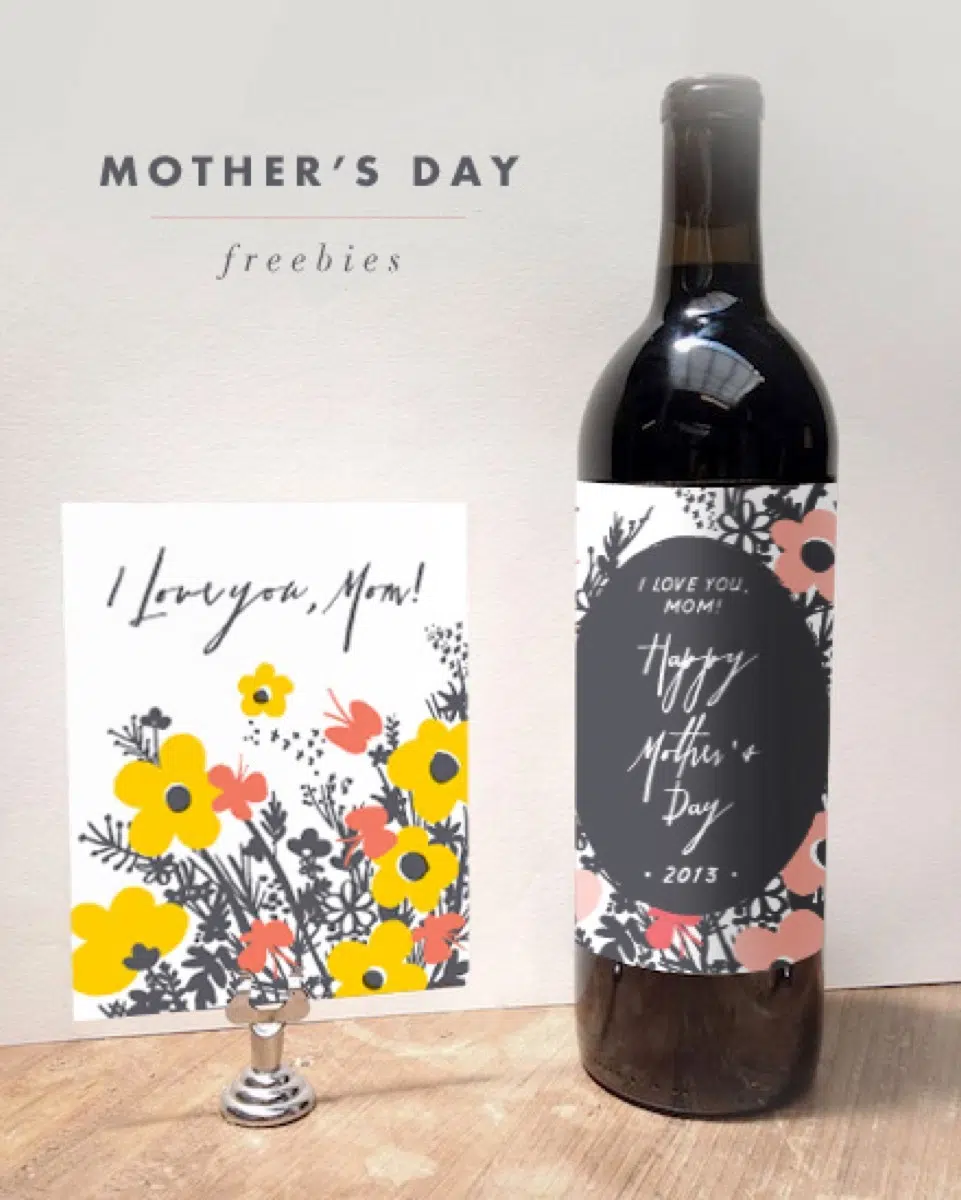 MOTHER'S DAY
freebies
I Love you, Mom!
I LOVE YOU,
MOM!
Happy
Mother's
Day
· 2013 ·